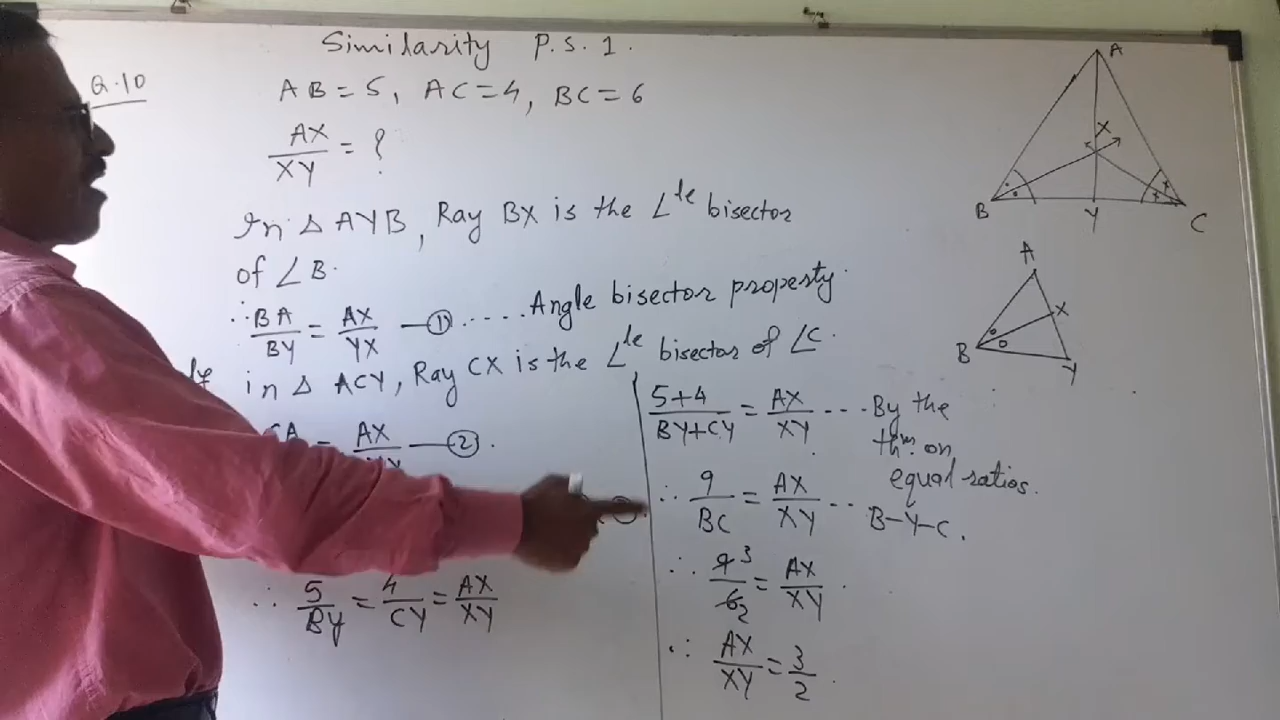 Similarity P.S. 1.
Q.10
AB = 5, AC = 4, BC = 6
AX/XY = ?
In △ AYB, Ray BX is the ∠le bisector
of ∠B.
∴ BA/BY = AX/YX —① ..... Angle bisector property.
in △ ACY, Ray CX is the ∠le bisector of ∠C.
CA = AX —② .
∴ 5/BY = 4/CY = AX/XY
5+4/BY+CY = AX/XY --- By the
thm. on
equal ratios.
∴ 9/BC = AX/XY --- B-Y-C.
∴ 9 3/6 2 = AX/XY .
∴ AX/XY = 3/2 .
A
X
B
Y
C
A
X
B
Y